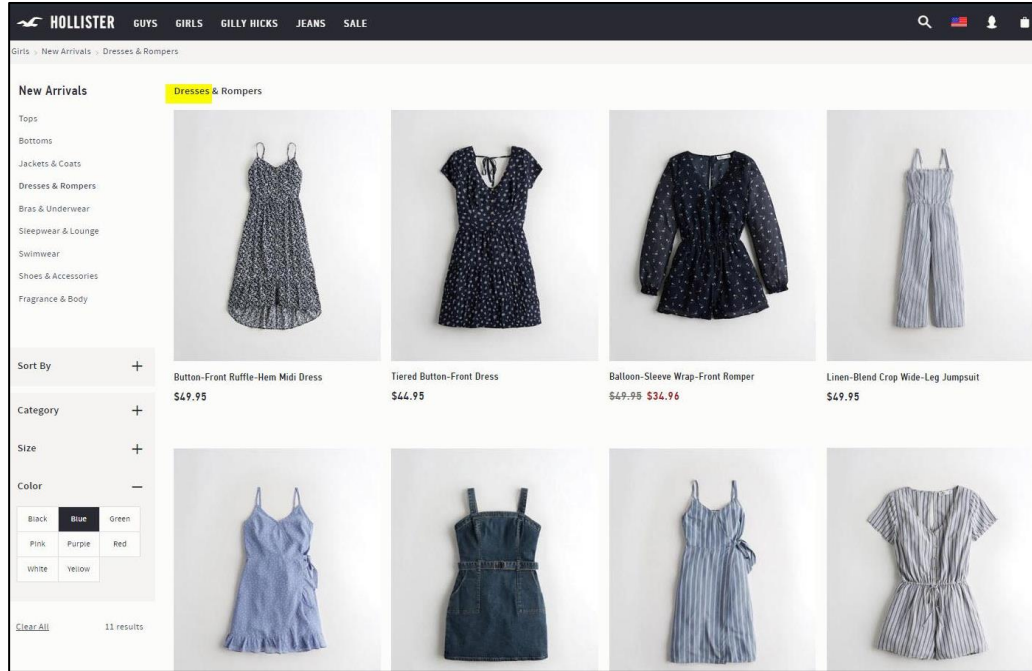 HOLLISTER GUYS GIRLS GILLY HICKS JEANS SALE
Girls > New Arrivals > Dresses & Rompers
New Arrivals
Tops
Bottoms
Jackets & Coats
Dresses & Rompers
Bras & Underwear
Sleepwear & Lounge
Swimwear
Shoes & Accessories
Fragrance & Body
Sort By +
Category +
Size +
Color –
Black Blue Green
Pink Purple Red
White Yellow
Clear All 11 results
Dresses & Rompers
Button-Front Ruffle-Hem Midi Dress
$49.95
Tiered Button-Front Dress
$44.95
Balloon-Sleeve Wrap-Front Romper
$49.95 $34.96
Linen-Blend Crop Wide-Leg Jumpsuit
$49.95